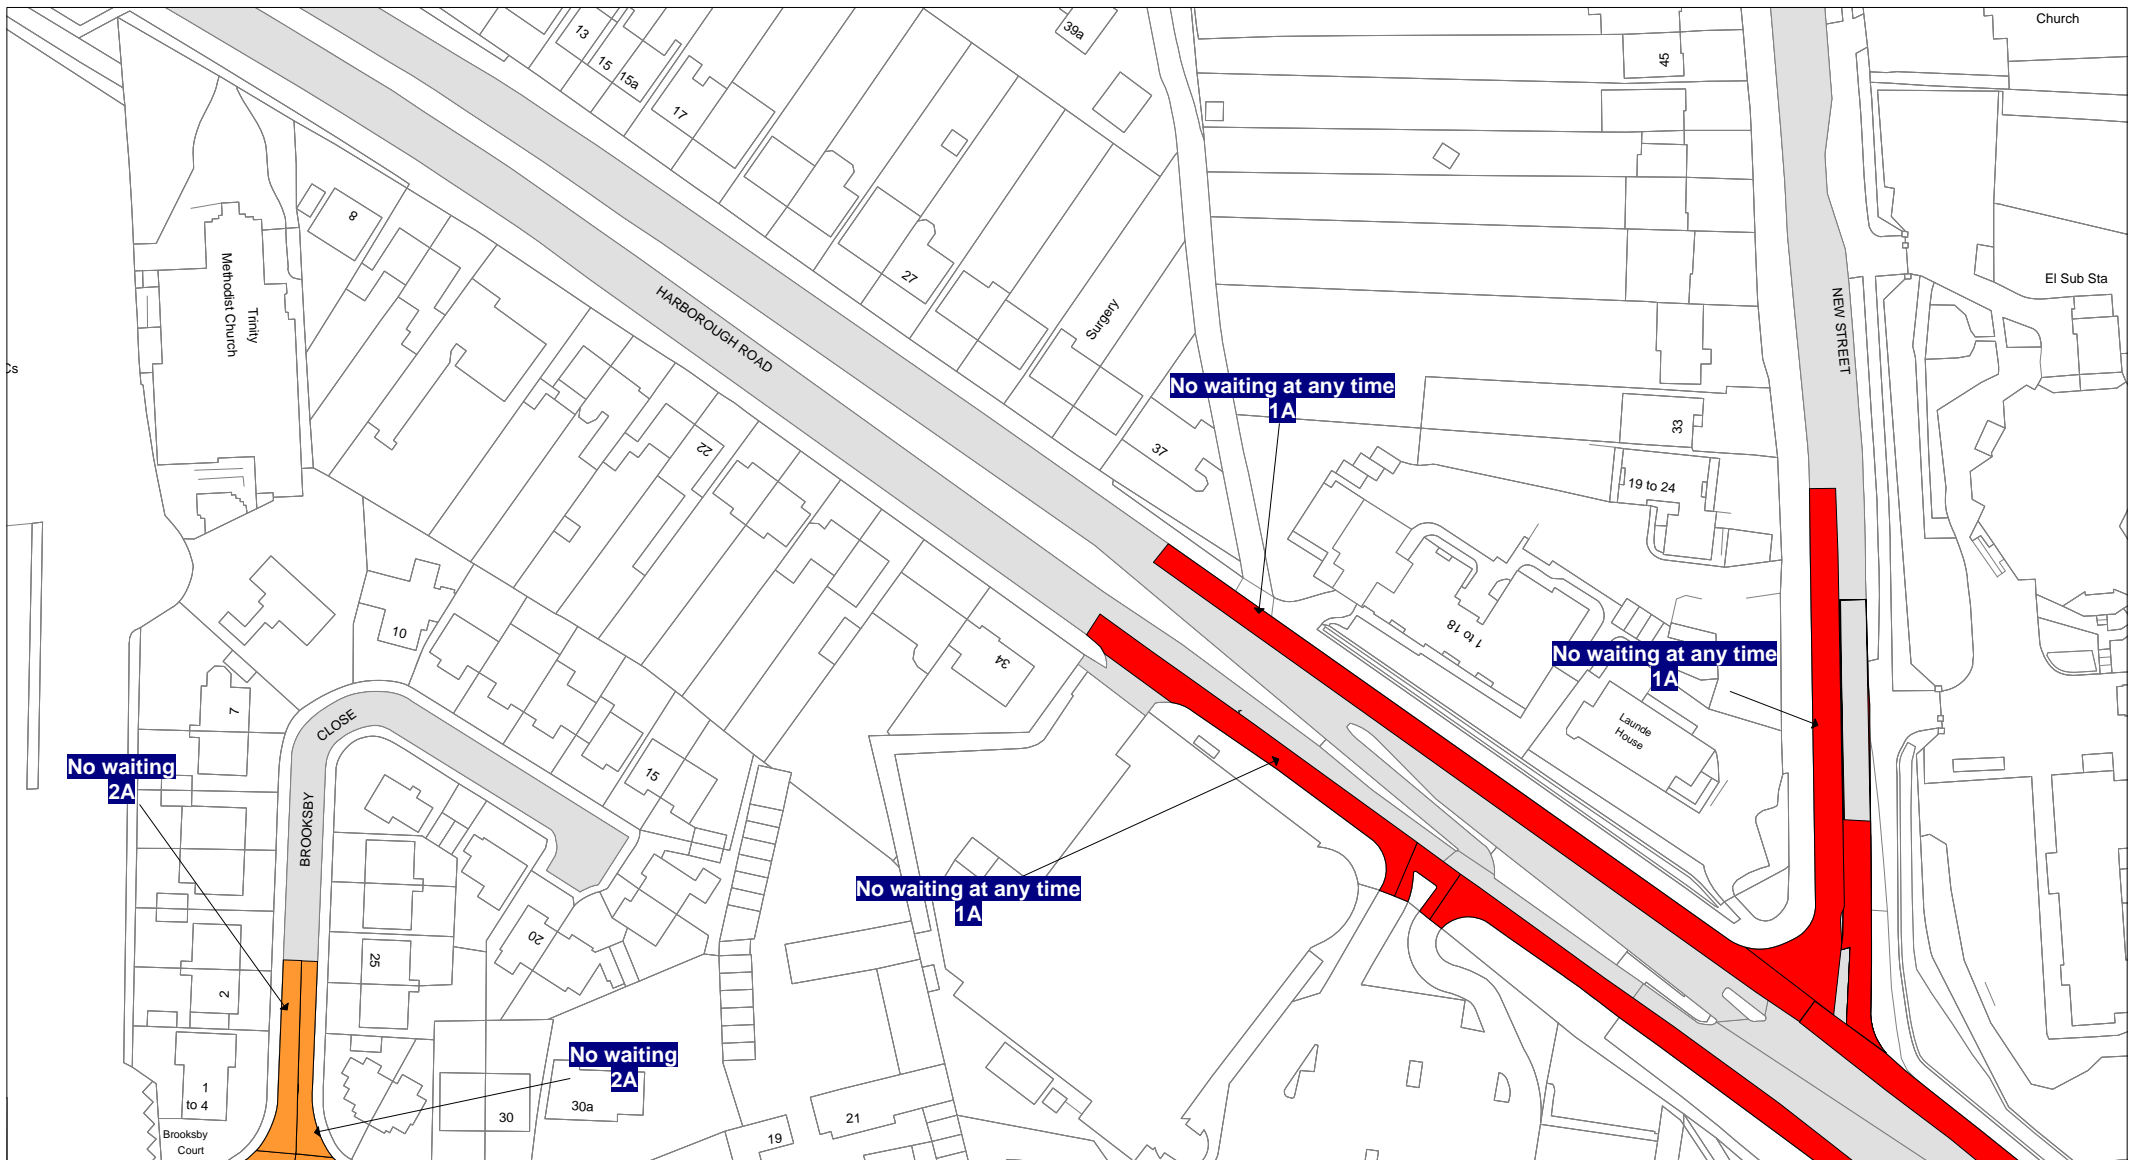 Church
13
15
15a
17
39a
45
8
Trinity
Methodist Church
27
El Sub Sta
HARBOROUGH ROAD
Surgery
NEW STREET
Cs
No waiting at any time
1A
22
37
33
19 to 24
10
34
1 to 18
No waiting at any time
1A
7
CLOSE
Launde
House
No waiting
2A
15
BROOKSBY
No waiting at any time
1A
20
25
2
No waiting
2A
1
to 4
30
30a
21
19
Brooksby
Court